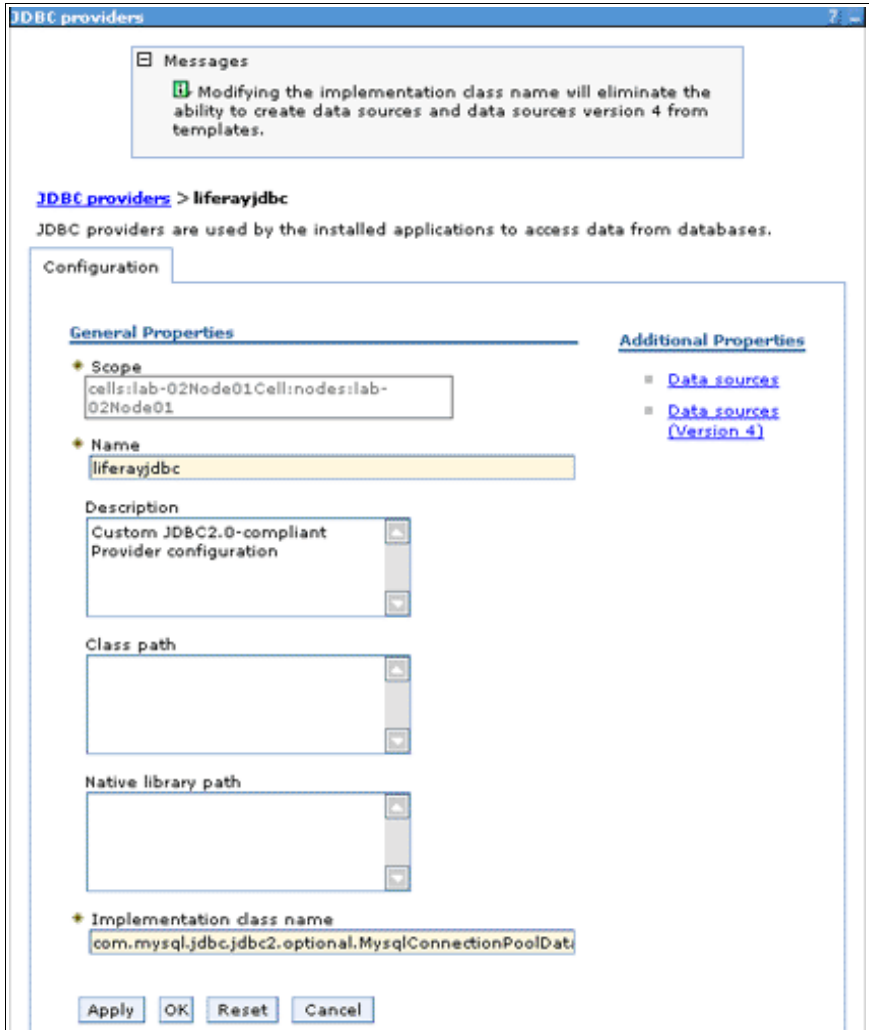 JDBC providers
?
Messages
Modifying the implementation class name will eliminate the
ability to create data sources and data sources version 4 from
templates.
JDBC providers > liferayjdbc
JDBC providers are used by the installed applications to access data from databases.
Configuration
General Properties
Scope
cells:lab-02Node01Cell:nodes:lab-
02Node01
Name
liferayjdbc
Description
Custom JDBC2.0-compliant
Provider configuration
Class path
Native library path
Implementation class name
com.mysql.jdbc.jdbc2.optional.MysqlConnectionPoolData
Apply
OK
Reset
Cancel
Additional Properties
Data sources
Data sources
(Version 4)